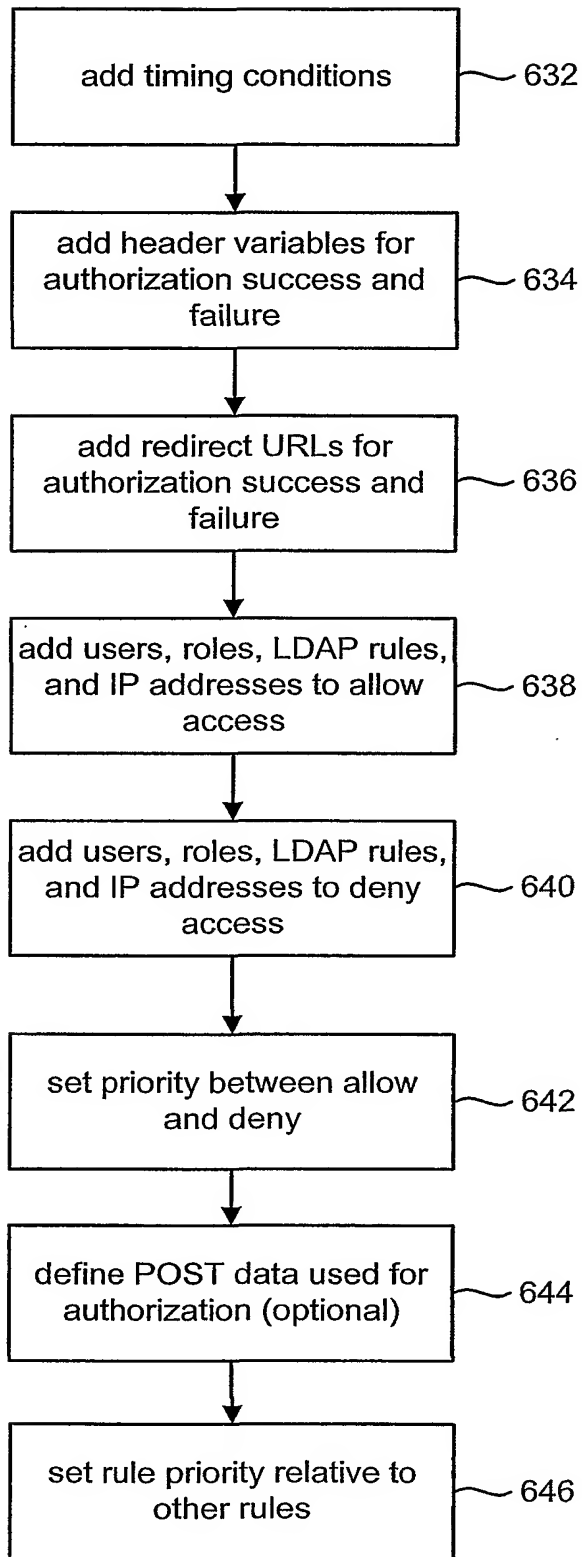 add timing conditions
632
add header variables for
authorization success and
failure
634
add redirect URLs for
authorization success and
failure
636
add users, roles, LDAP rules,
and IP addresses to allow
access
638
add users, roles, LDAP rules,
and IP addresses to deny
access
640
set priority between allow
and deny
642
define POST data used for
authorization (optional)
644
set rule priority relative to
other rules
646